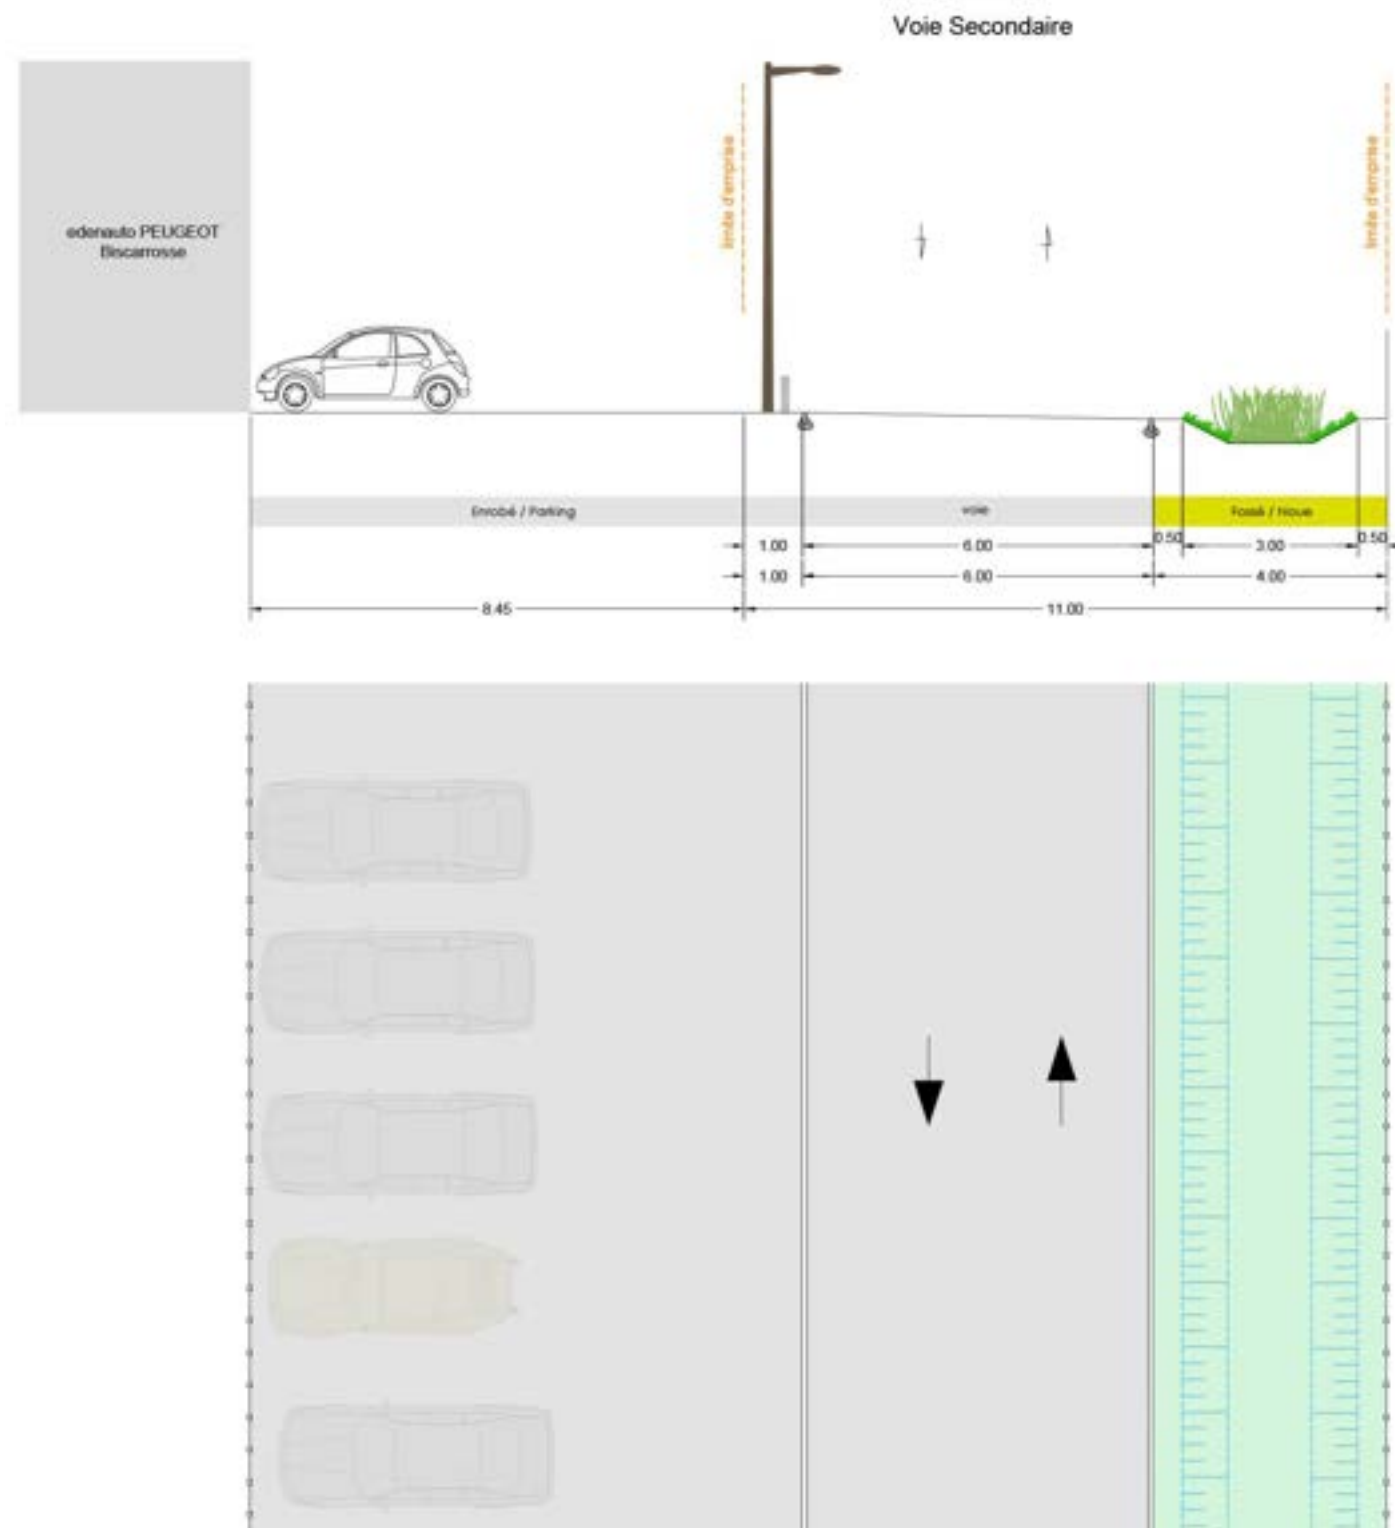 Voie Secondaire
limite d'emprise
limite d'emprise
edenauto PEUGEOT
Biscarrosse
Enrobé / Parking
voie
Fossé / Noue
1.00
6.00
0.50
3.00
0.50
1.00
6.00
4.00
8.45
11.00